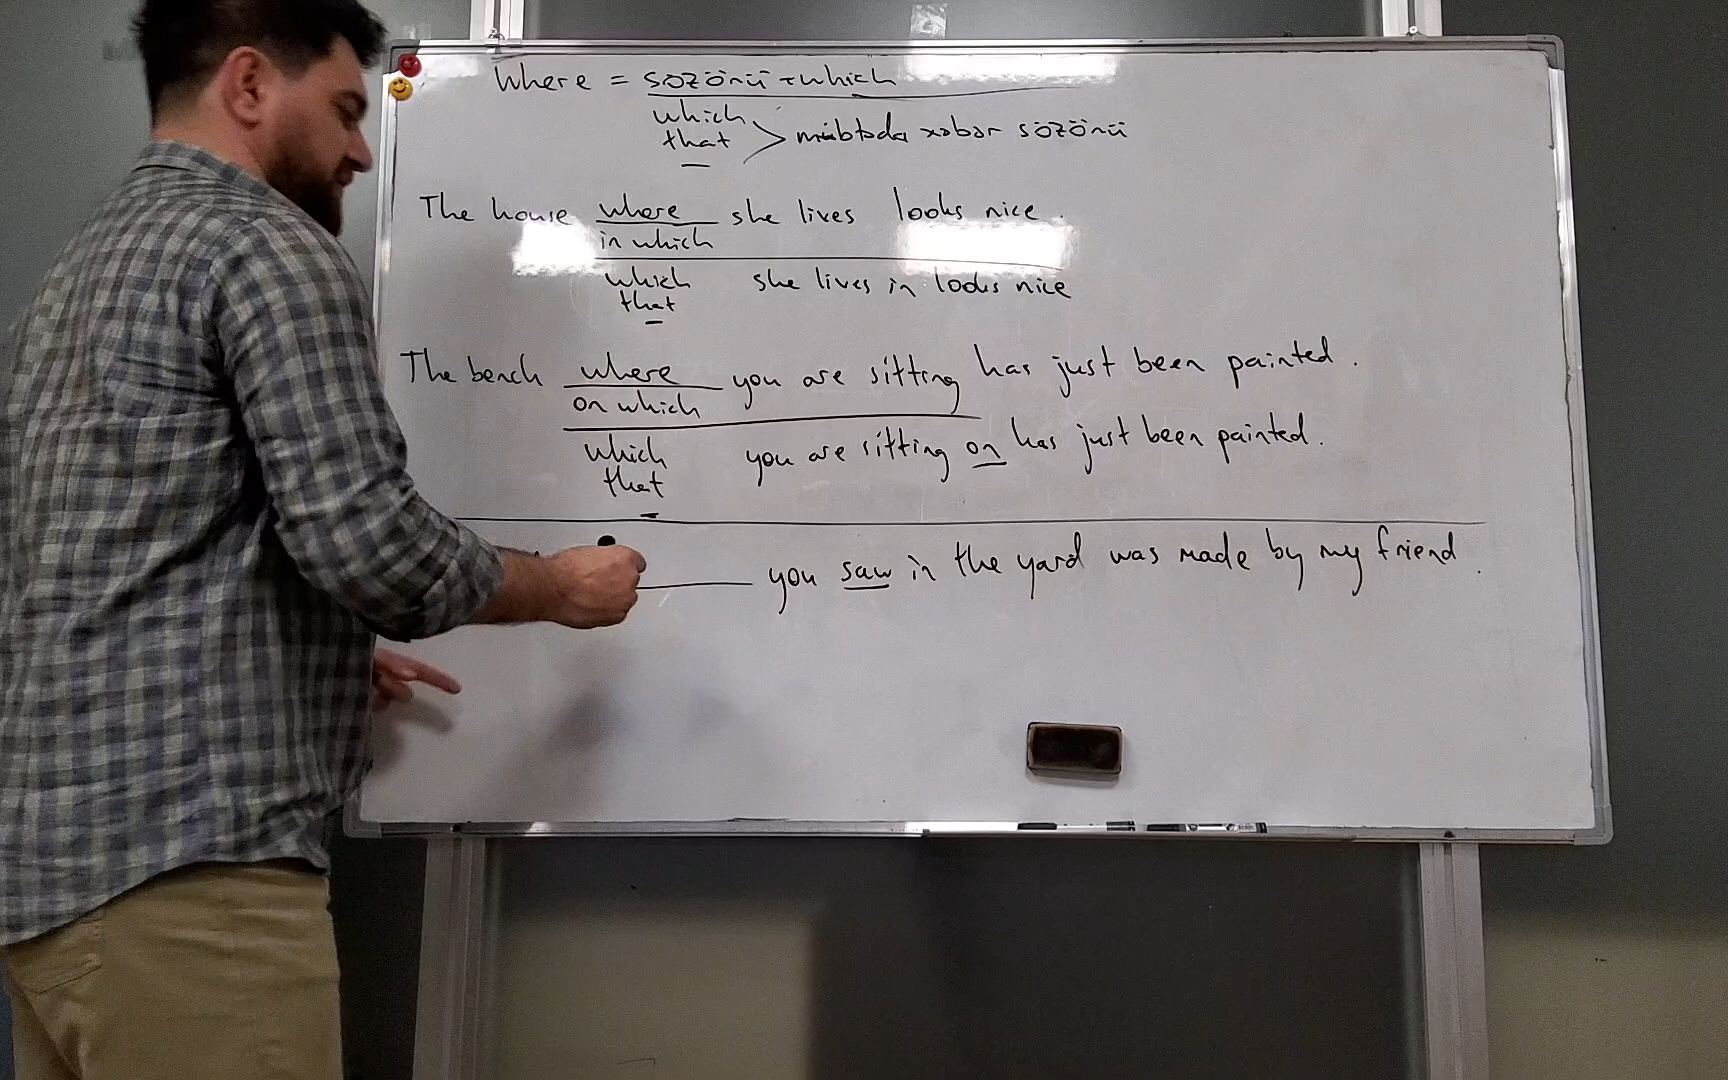 Where = sözönü + which
which
that > mübtəda xəbər sözönü
The house where she lives looks nice.
in which
which she lives in looks nice
that
The bench where you are sitting has just been painted.
on which
which you are sitting on has just been painted.
that
you saw in the yard was made by my friend.